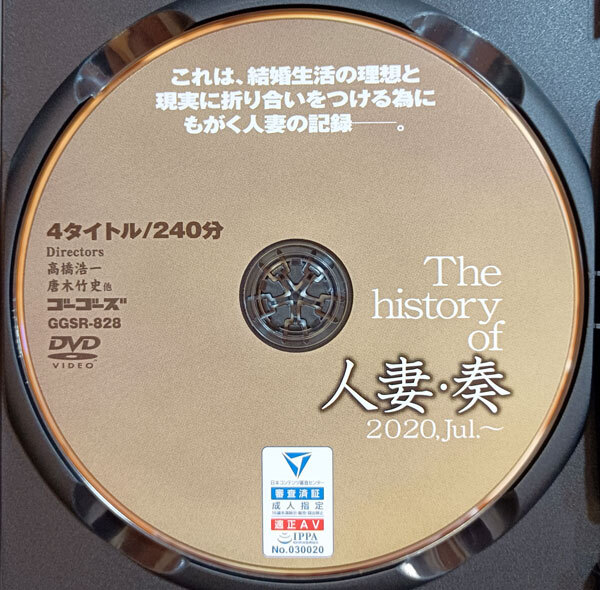 これは、結婚生活の理想と
現実に折り合いをつける為に
もがく人妻の記録――。
4タイトル/240分
Directors
高橋浩一
唐木竹史他
ゴーゴーズ
GGSR-828
DVD
VIDEO
The
history
of
人妻・奏
2020,Jul.～
日本コンテンツ審査センター
審査済証
成人指定
適正AV
IPPA
No.030020